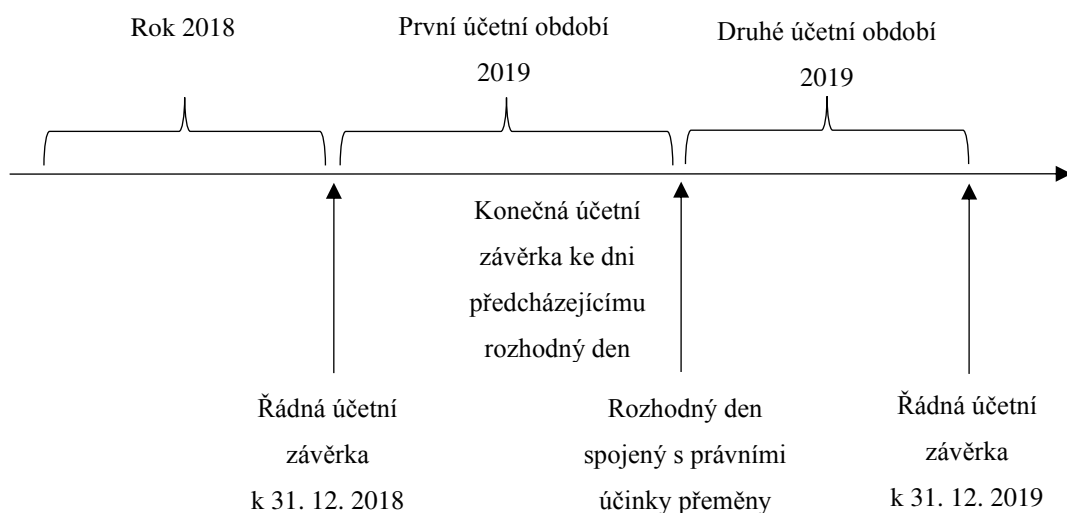 Rok 2018
První účetní období
2019
Druhé účetní období
2019
Konečná účetní
závěrka ke dni
předcházejícímu
rozhodný den
Řádná účetní
závěrka
k 31. 12. 2018
Rozhodný den
spojený s právními
účinky přeměny
Řádná účetní
závěrka
k 31. 12. 2019